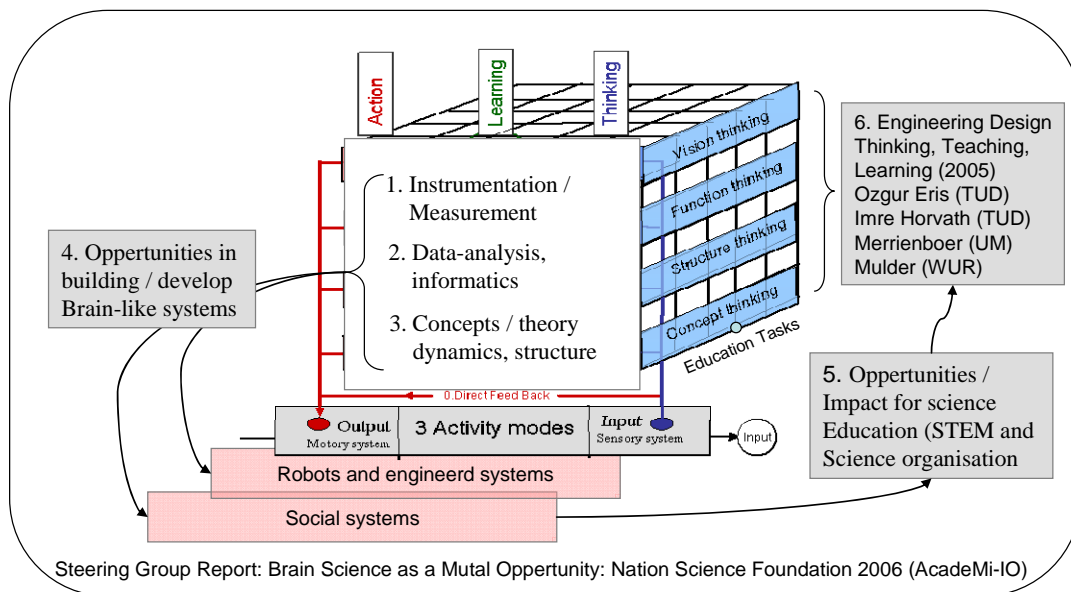 Action
Learning
Thinking
Vision thinking
Function thinking
Structure thinking
Concept thinking
Education Tasks
1. Instrumentation /
Measurement
2. Data-analysis,
informatics
3. Concepts / theory
dynamics, structure
4. Opportunities in
building / develop
Brain-like systems
6. Engineering Design
Thinking, Teaching,
Learning (2005)
Ozgur Eris (TUD)
Imre Horvath (TUD)
Merrienboer (UM)
Mulder (WUR)
5. Opportunities /
Impact for science
Education (STEM and
Science organisation
0.Direct Feed Back
Output
Motory system
3 Activity modes
Input
Sensory system
Input
Robots and engineerd systems
Social systems
Steering Group Report: Brain Science as a Mutal Oppertunity: Nation Science Foundation 2006 (AcadeMi-IO)